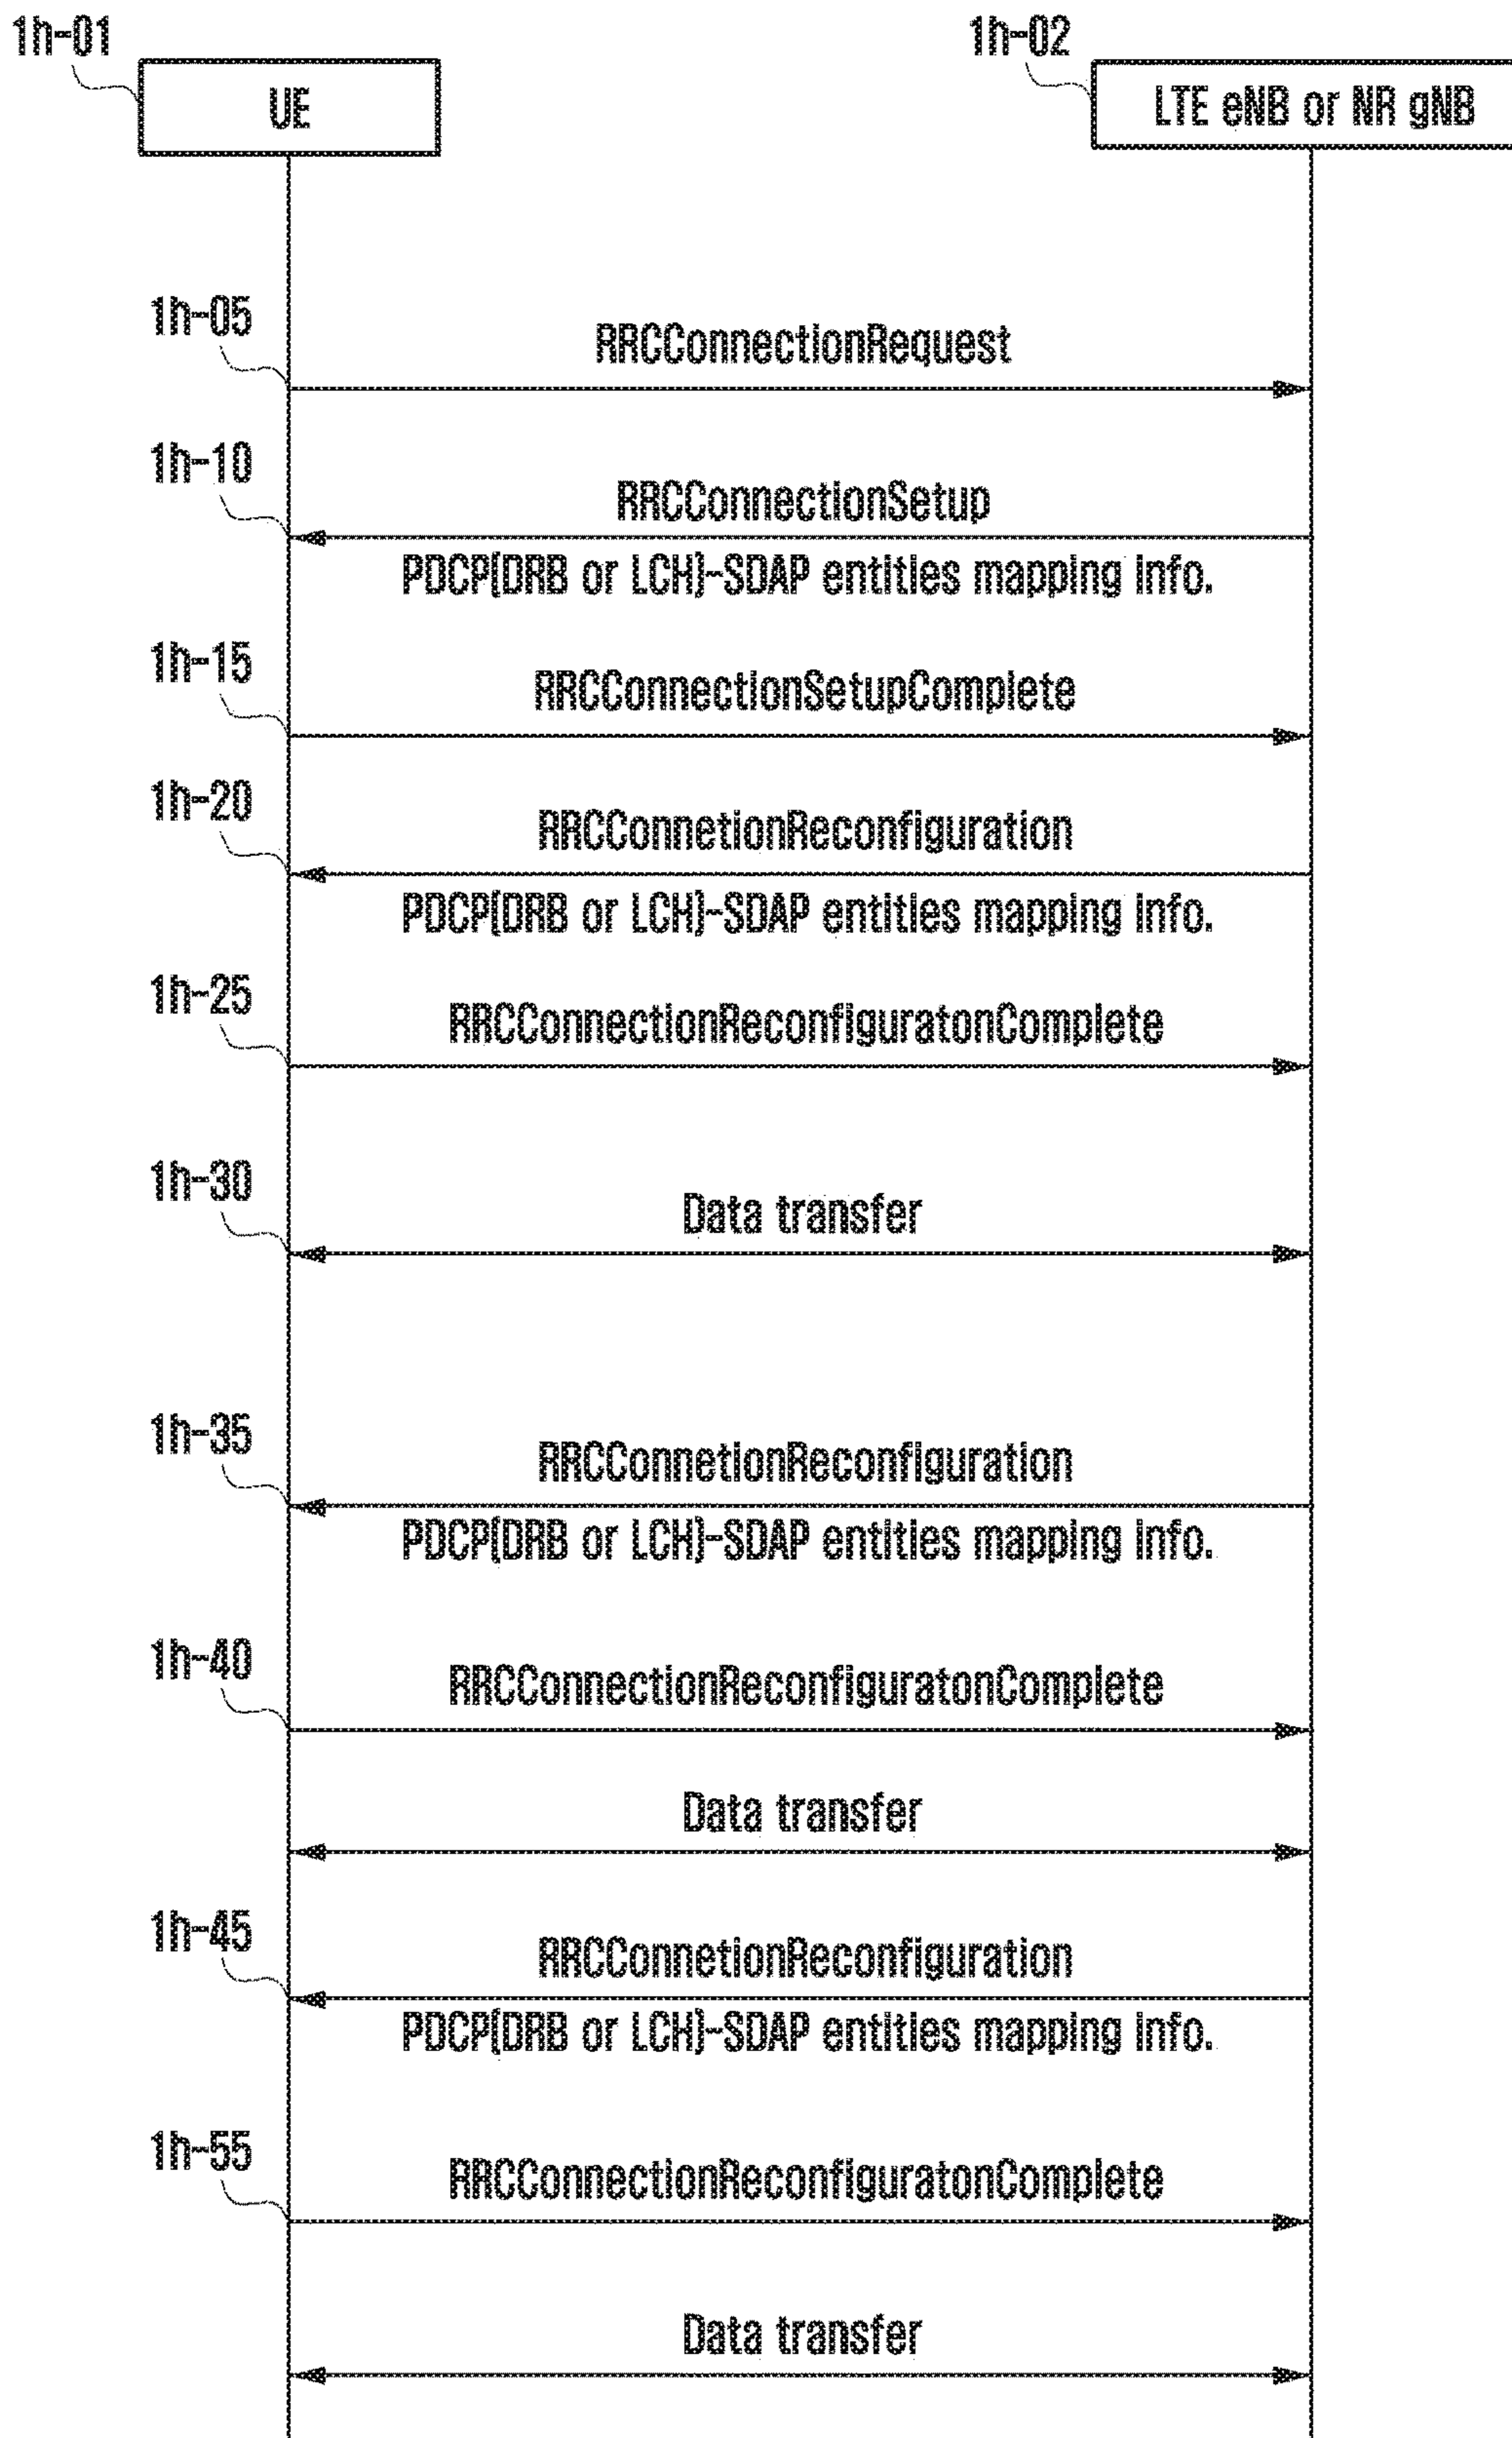 1h-01
1h-02
UE
LTE eNB or NR gNB
1h-05
RRCConnectionRequest
1h-10
RRCConnectionSetup
PDCP(DRB or LCH)-SDAP entities mapping info.
1h-15
RRCConnectionSetupComplete
1h-20
RRCConnetionReconfiguration
PDCP(DRB or LCH)-SDAP entities mapping info.
1h-25
RRCConnectionReconfiguratonComplete
1h-30
Data transfer
1h-35
RRCConnetionReconfiguration
PDCP(DRB or LCH)-SDAP entities mapping info.
1h-40
RRCConnectionReconfiguratonComplete
Data transfer
1h-45
RRCConnetionReconfiguration
PDCP(DRB or LCH)-SDAP entities mapping info.
1h-55
RRCConnectionReconfiguratonComplete
Data transfer